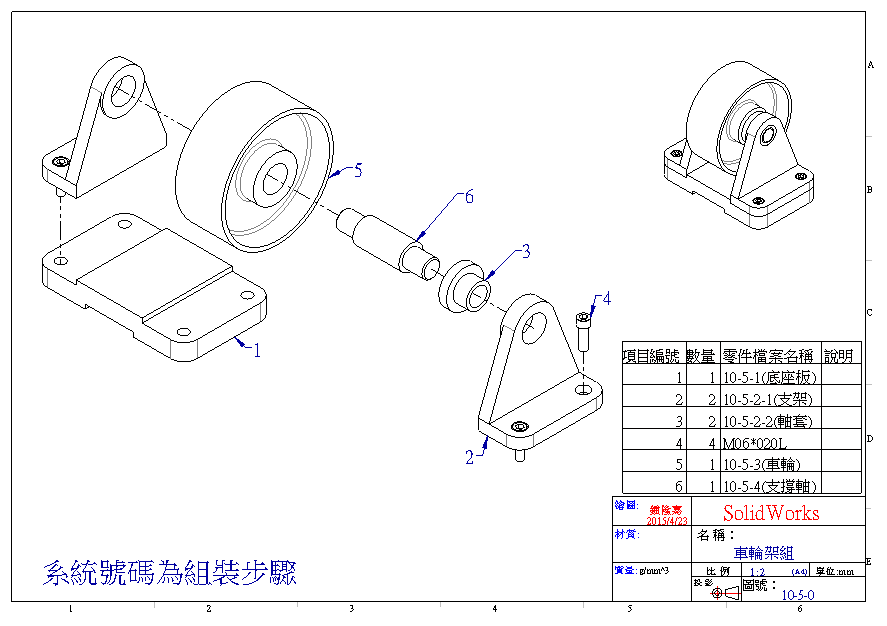 A
B
C
D
E
5
6
3
4
1
2
項目編號 數量 零件檔案名稱 說明
1 1 10-5-1(底座板)
2 2 10-5-2-1(支架)
3 2 10-5-2-2(軸套)
4 4 M06*020L
5 1 10-5-3(車輪)
6 1 10-5-4(支撐軸)
繪圖:
2015/4/23
SolidWorks
材質:
名稱：
車輪架組
質量: g/mm^3
比例 1:2 (A4) 單位:mm
投影 圖號：
10-5-0
系統號碼為組裝步驟
1 2 3 4 5 6